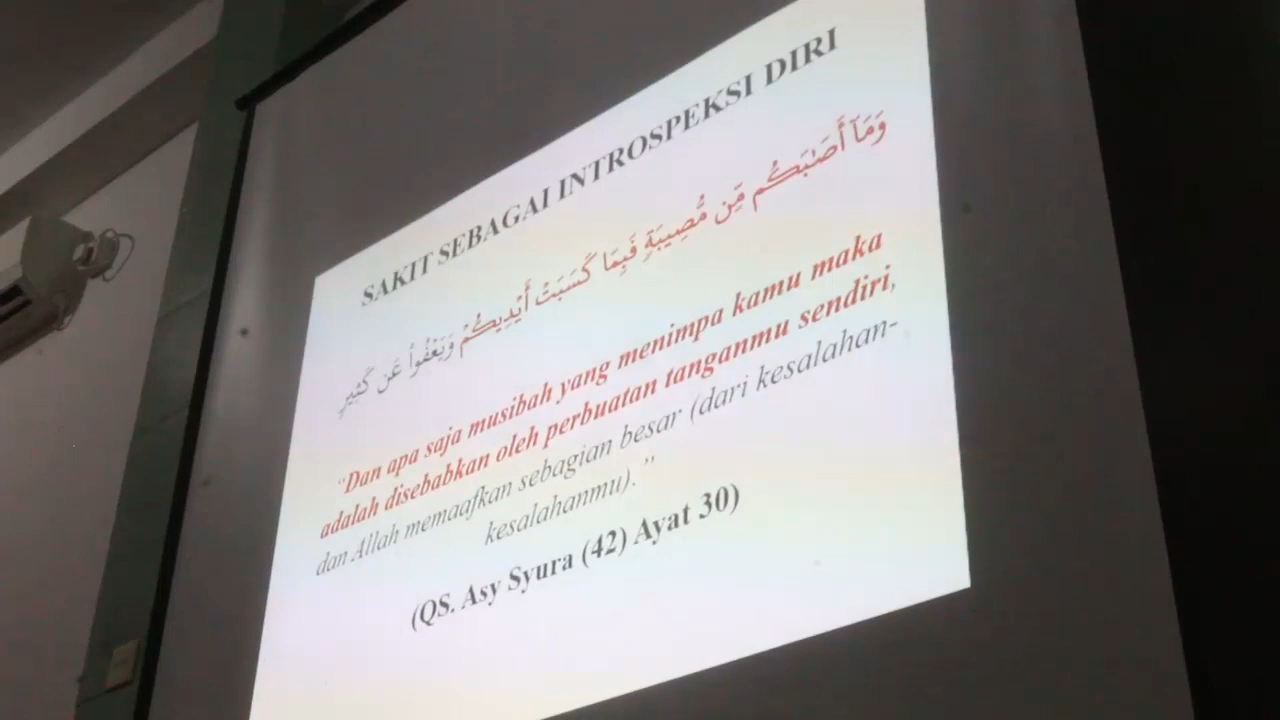 SAKIT SEBAGAI INTROSPEKSI DIRI
وَمَآ أَصَٰبَكُم مِّن مُّصِيبَةٍ فَبِمَا كَسَبَتْ أَيْدِيكُمْ وَيَعْفُوا۟ عَن كَثِيرٍ
“Dan apa saja musibah yang menimpa kamu maka
adalah disebabkan oleh perbuatan tanganmu sendiri,
dan Allah memaafkan sebagian besar (dari kesalahan-
kesalahanmu).”
(QS. Asy Syura (42) Ayat 30)